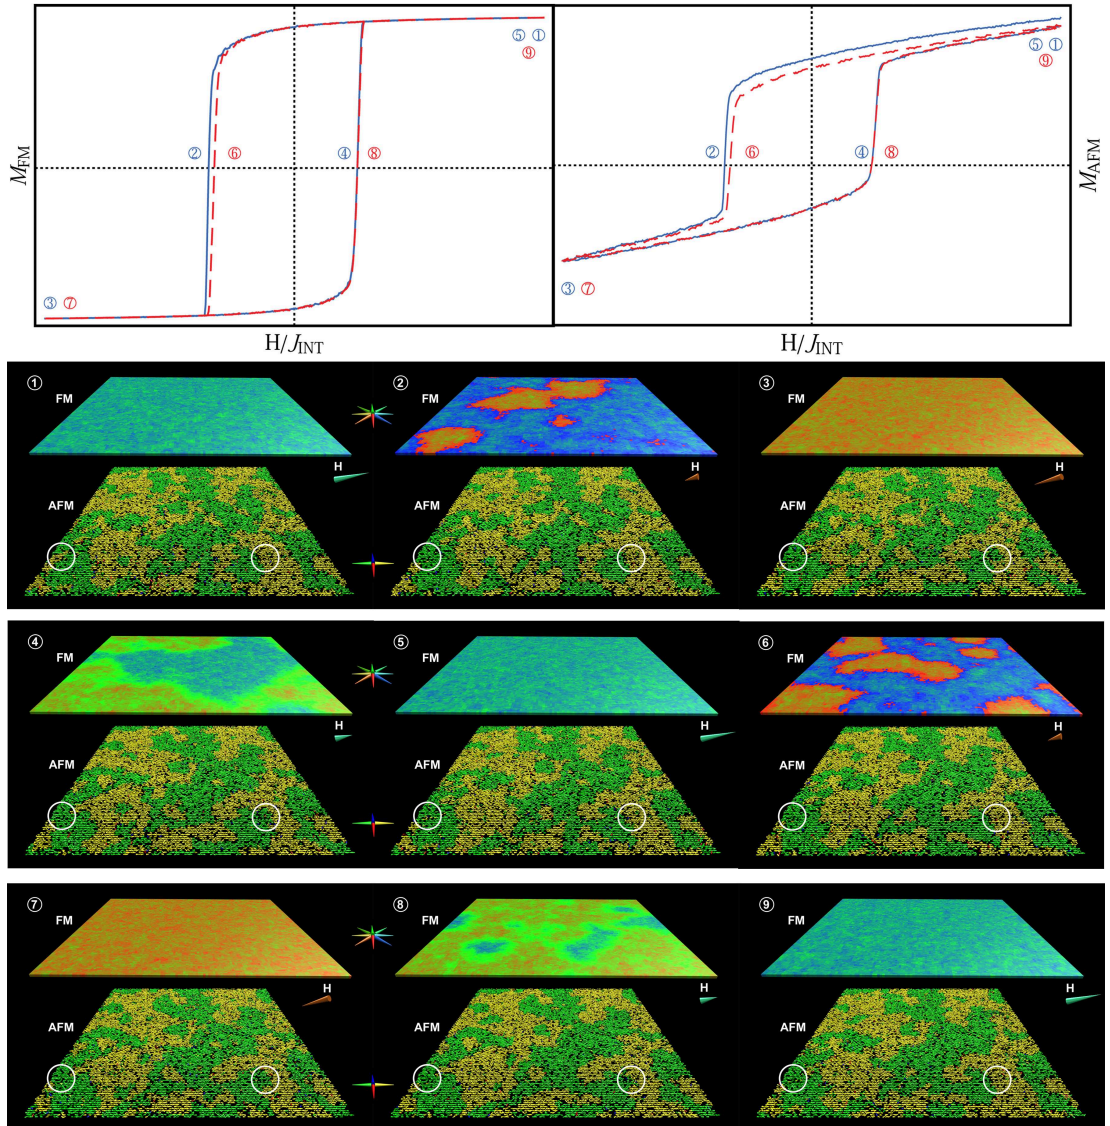 ⑤ ①
⑨
② ⑥ ④ ⑧
M_FM
③ ⑦
H/J_INT
⑤ ①
⑨
② ⑥ ④ ⑧
M_AFM
③ ⑦
H/J_INT
① FM
H
AFM
② FM
H
AFM
③ FM
H
AFM
④ FM
H
AFM
⑤ FM
H
AFM
⑥ FM
H
AFM
⑦ FM
H
AFM
⑧ FM
H
AFM
⑨ FM
H
AFM